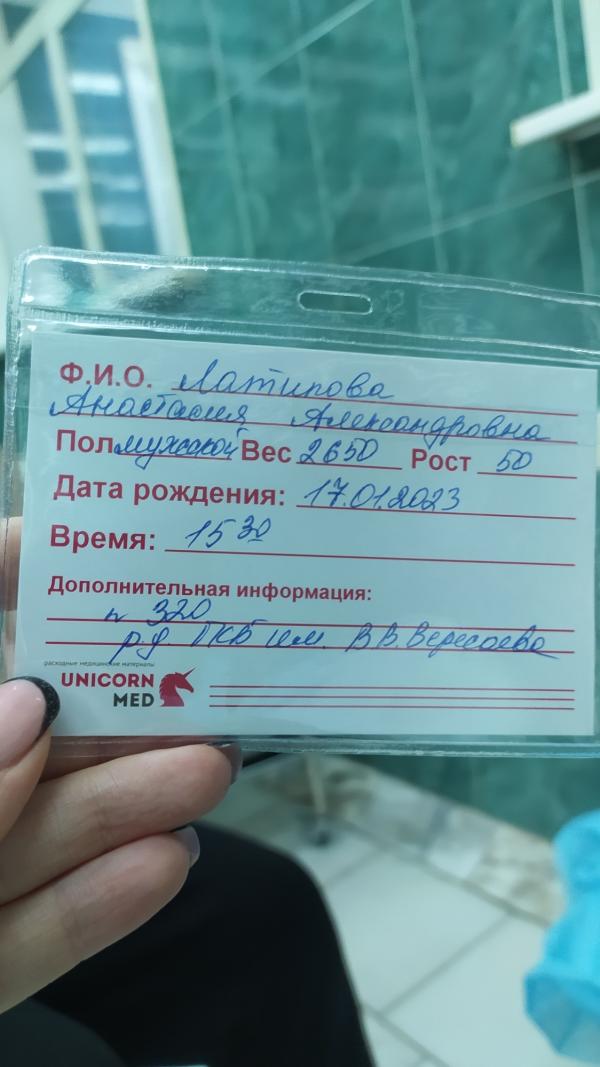 Ф.И.О. Латипова
Анастасия Александровна
Пол мужской Вес 2650 Рост 50
Дата рождения: 17.01.2023
Время: 15 30
Дополнительная информация:
п 320
р.д ГКБ им. В.В.Вересаева
расходные медицинские материалы
UNICORN
MED